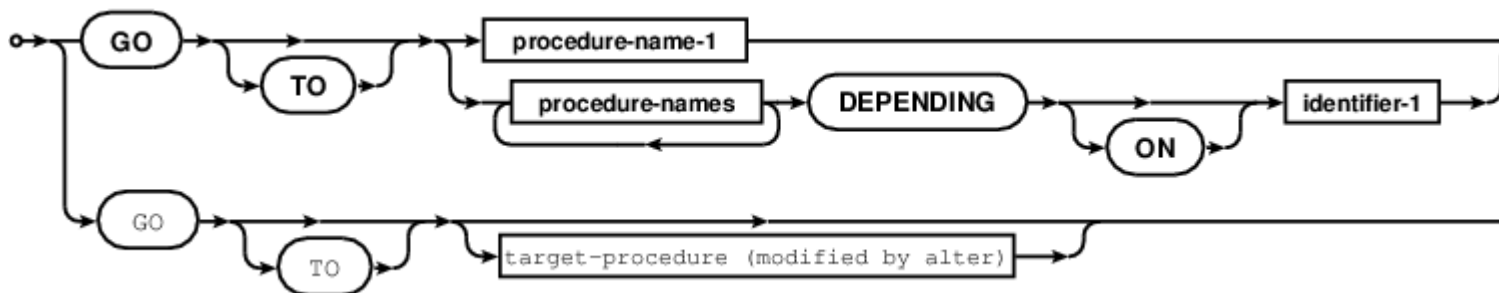 GO procedure-name-1
TO procedure-names DEPENDING identifier-1
ON
GO
TO target-procedure (modified by alter)